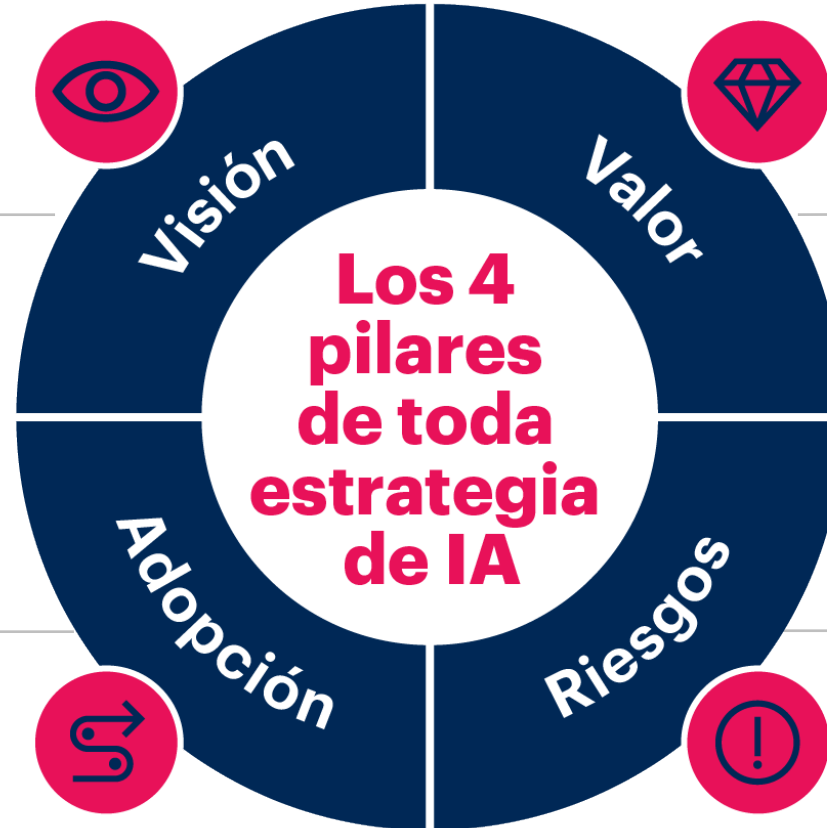 Visión
Valor
Los 4
pilares
de toda
estrategia
de IA
Adopción
Riesgos